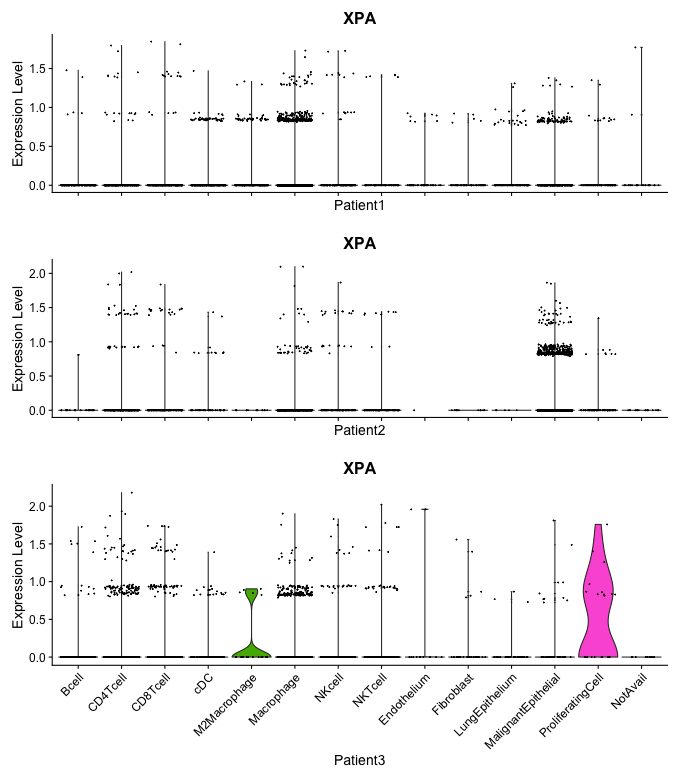 XPA
Expression Level
1.5
1.0
0.5
0.0
Patient1
XPA
Expression Level
2.0
1.5
1.0
0.5
0.0
Patient2
XPA
Expression Level
2.0
1.5
1.0
0.5
0.0
Bcell
CD4Tcell
CD8Tcell
cDC
M2Macrophage
Macrophage
NKcell
NKTcell
Endothelium
Fibroblast
LungEpithelium
MalignantEpithelial
ProliferatingCell
NotAvail
Patient3